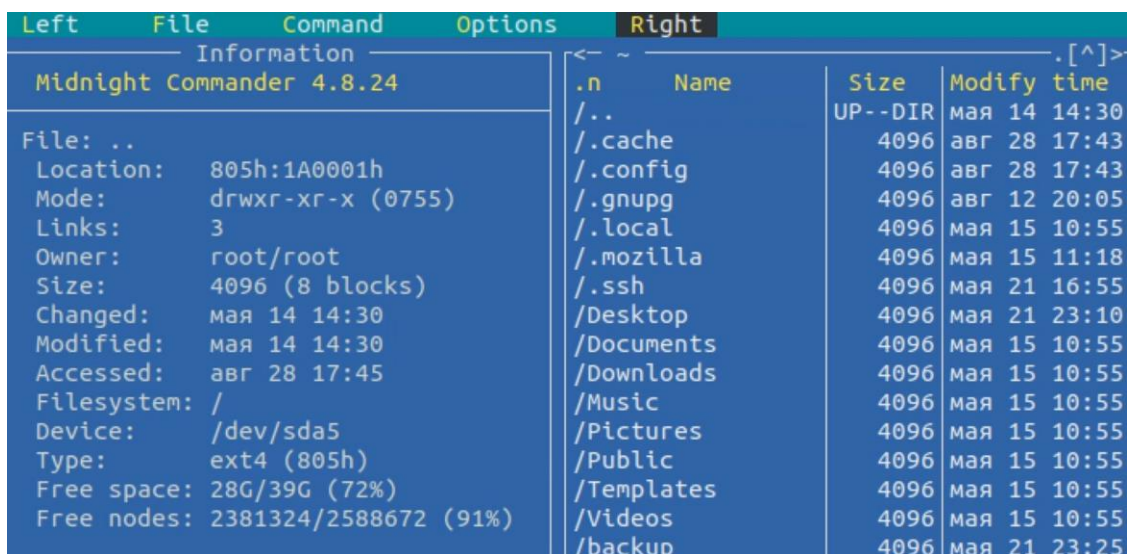 Left File Command Options Right
Information
Midnight Commander 4.8.24
File: ..
Location: 805h:1A0001h
Mode: drwxr-xr-x (0755)
Links: 3
Owner: root/root
Size: 4096 (8 blocks)
Changed: мая 14 14:30
Modified: мая 14 14:30
Accessed: авг 28 17:45
Filesystem: /
Device: /dev/sda5
Type: ext4 (805h)
Free space: 28G/39G (72%)
Free nodes: 2381324/2588672 (91%)
<— ~ .[^]>
.n Name Size Modify time
/.. UP--DIR мая 14 14:30
/.cache 4096 авг 28 17:43
/.config 4096 авг 28 17:43
/.gnupg 4096 авг 12 20:05
/.local 4096 мая 15 10:55
/.mozilla 4096 мая 15 11:18
/.ssh 4096 мая 21 16:55
/Desktop 4096 мая 21 23:10
/Documents 4096 мая 15 10:55
/Downloads 4096 мая 15 10:55
/Music 4096 мая 15 10:55
/Pictures 4096 мая 15 10:55
/Public 4096 мая 15 10:55
/Templates 4096 мая 15 10:55
/Videos 4096 мая 15 10:55
/backup 4096 мая 21 23:25